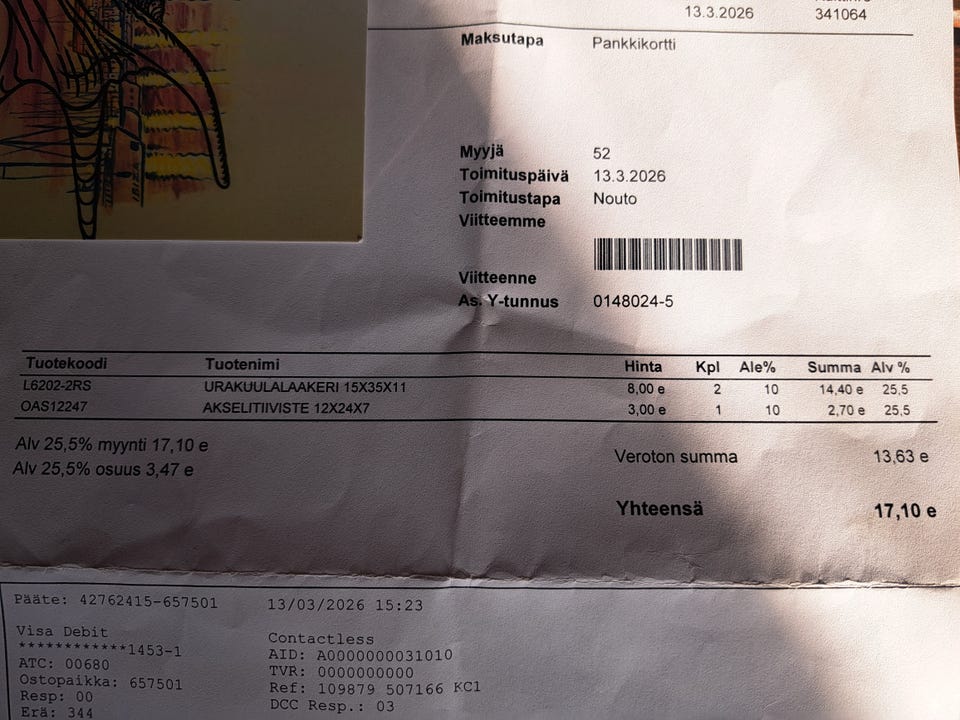 13.3.2026 341064
Maksutapa Pankkikortti
Myyjä 52
Toimituspäivä 13.3.2026
Toimitustapa Nouto
Viitteemme
Viitteenne
As. Y-tunnus 0148024-5
Tuotekoodi Tuotenimi Hinta Kpl Ale% Summa Alv %
L6202-2RS URAKUULALAAKERI 15X35X11 8,00 e 2 10 14,40 e 25,5
OAS12247 AKSELITIIVISTE 12X24X7 3,00 e 1 10 2,70 e 25,5
Alv 25,5% myynti 17,10 e
Alv 25,5% osuus 3,47 e
Veroton summa 13,63 e
Yhteensä 17,10 e
Pääte: 42762415-657501 13/03/2026 15:23
Visa Debit
************1453-1
ATC: 00680
Ostopaikka: 657501
Resp: 00
Erä: 344
Contactless
AID: A0000000031010
TVR: 0000000000
Ref: 109879 507166 KC1
DCC Resp.: 03